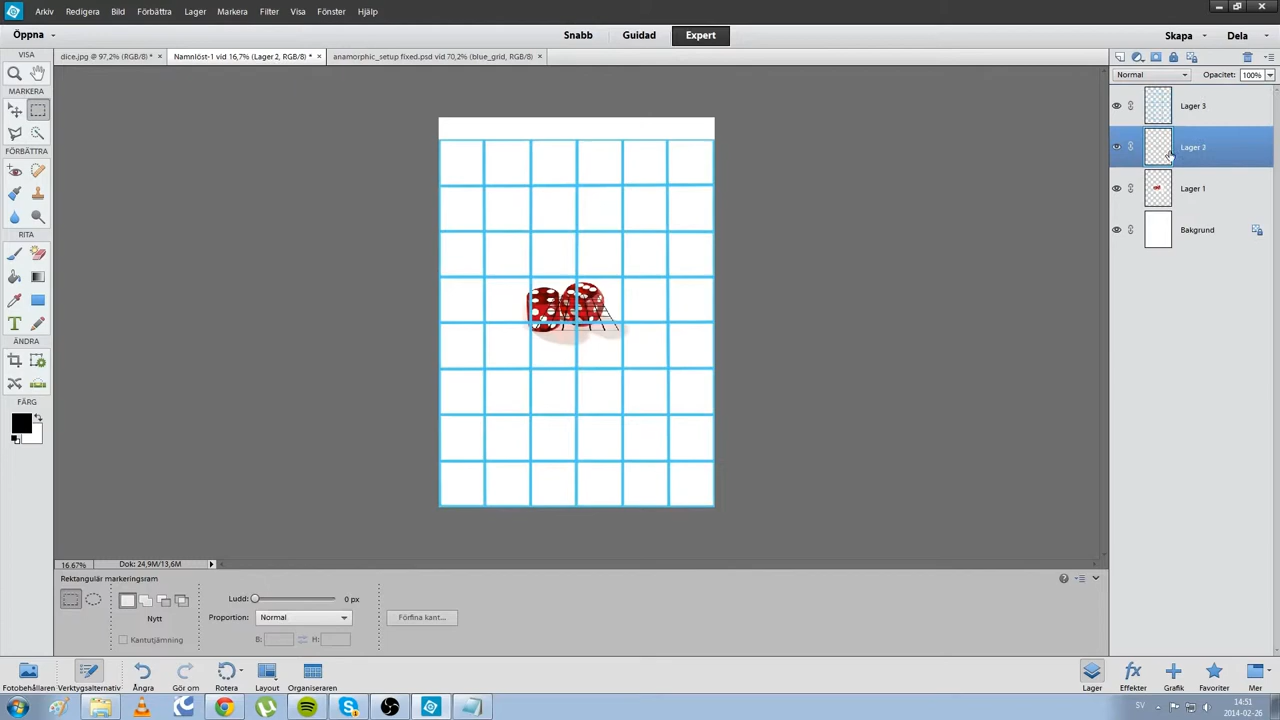 Arkiv Redigera Bild Förbättra Lager Markera Filter Visa Fönster Hjälp
Öppna Snabb Guidad Expert Skapa Dela
VISA dice.jpg @ 97,2% (RGB/8) * × Namnlöst-1 vid 16,7% (Lager 2, RGB/8) * × anamorphic_setup fixed.psd vid 70,2% (blue_grid, RGB/8) ×
Normal Opacitet: 100%
MARKERA
Lager 3
Lager 2
FÖRBÄTTRA
Lager 1
RITA
Bakgrund
ÄNDRA
FÄRG
16.67% Dok: 24,9M/13,6M
Rektangulär markeringsram
Ludd: 0 px
Nytt Proportion: Normal Förfina kant...
Kantutjämning B: H:
Fotobehållaren Verktygsalternativ Ångra Gör om Rotera Layout Organiseraren Lager Effekter Grafik Favoriter Mer
SV 14:51
2014-02-26